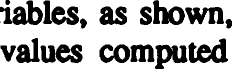 riables, as shown,
values computed